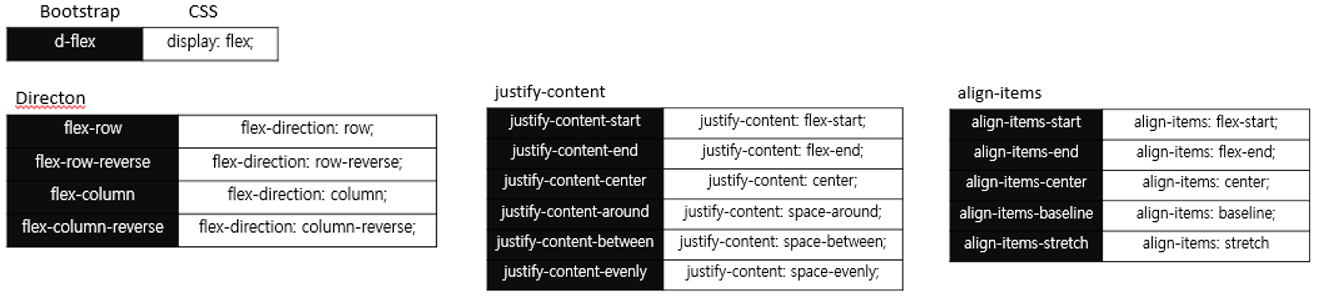 Bootstrap CSS
d-flex display: flex;
Directon
flex-row flex-direction: row;
flex-row-reverse flex-direction: row-reverse;
flex-column flex-direction: column;
flex-column-reverse flex-direction: column-reverse;
justify-content
justify-content-start justify-content: flex-start;
justify-content-end justify-content: flex-end;
justify-content-center justify-content: center;
justify-content-around justify-content: space-around;
justify-content-between justify-content: space-between;
justify-content-evenly justify-content: space-evenly;
align-items
align-items-start align-items: flex-start;
align-items-end align-items: flex-end;
align-items-center align-items: center;
align-items-baseline align-items: baseline;
align-items-stretch align-items: stretch